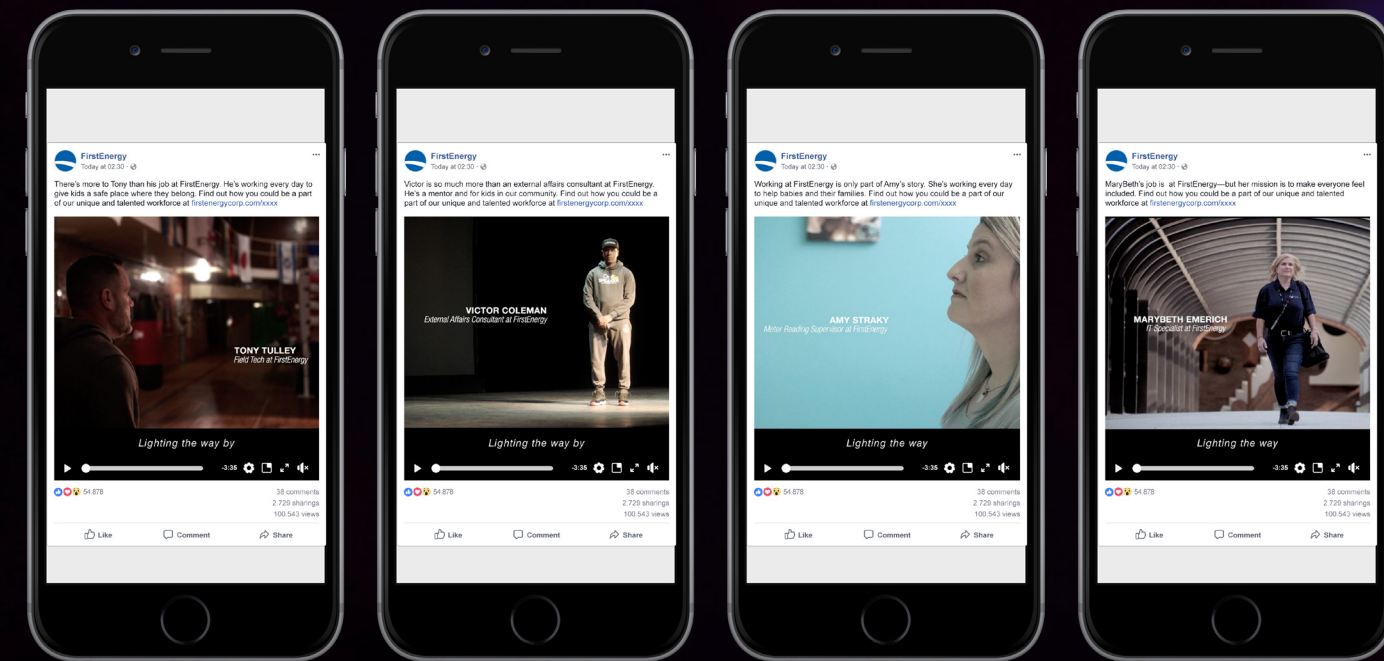 FirstEnergy
Today at 02:30 ·
There's more to Tony than his job at FirstEnergy. He's working every day to
give kids a safe place where they belong. Find out how you could be a part
of our unique and talented workforce at firstenergycorp.com/xxxx
TONY TULLEY
Field Tech at FirstEnergy
Lighting the way by
-3:35
54.878
38 comments
2.729 sharings
100.543 views
Like Comment Share
FirstEnergy
Today at 02:30 ·
Victor is so much more than an external affairs consultant at FirstEnergy.
He's a mentor and for kids in our community. Find out how you could be a
part of our unique and talented workforce at firstenergycorp.com/xxxx
VICTOR COLEMAN
External Affairs Consultant at FirstEnergy
Lighting the way by
-3:35
54.878
38 comments
2.729 sharings
100.543 views
Like Comment Share
FirstEnergy
Today at 02:30 ·
Working at FirstEnergy is only part of Amy's story. She's working every day
to help babies and their families. Find out how you could be a part of our
unique and talented workforce at firstenergycorp.com/xxxx
AMY STRAKY
Meter Reading Supervisor at FirstEnergy
Lighting the way
-3:35
54.878
38 comments
2.729 sharings
100.543 views
Like Comment Share
FirstEnergy
Today at 02:30 ·
MaryBeth's job is at FirstEnergy—but her mission is to make everyone feel
included. Find out how you could be a part of our unique and talented
workforce at firstenergycorp.com/xxxx
MARYBETH EMERICH
IT Specialist at FirstEnergy
Lighting the way
-3:35
54.878
38 comments
2.729 sharings
100.543 views
Like Comment Share